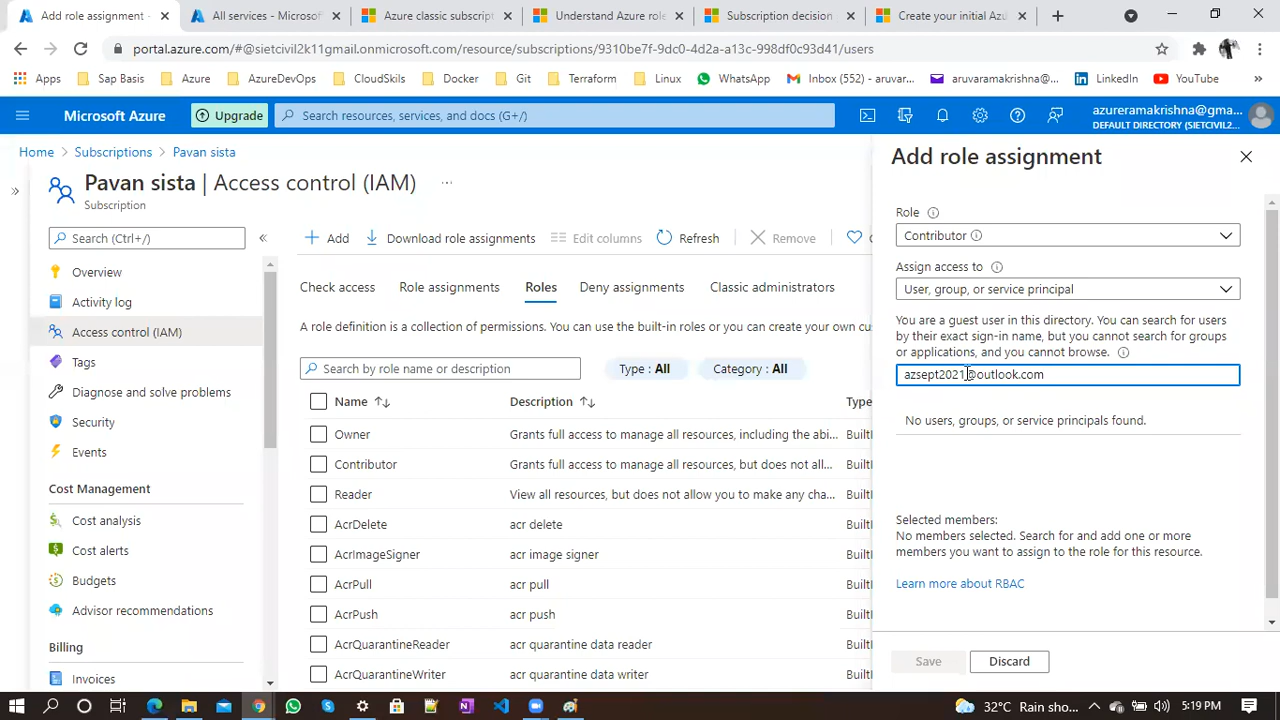 Add role assignment -
All services - Microsof
Azure classic subscript
Understand Azure role
Subscription decision
Create your initial Azu
portal.azure.com/#@sietcivil2k11gmail.onmicrosoft.com/resource/subscriptions/9310be7f-9dc0-4d2a-a13c-998df0c93d41/users
Apps
Sap Basis
Azure
AzureDevOps
CloudSkils
Docker
Git
Terraform
Linux
WhatsApp
Inbox (552) - aruvar...
aruvaramakrishna@...
LinkedIn
YouTube
»
Microsoft Azure
Upgrade
Search resources, services, and docs (G+/)
azureramakrishna@gma...
DEFAULT DIRECTORY (SIETCIVIL2...
Home
Subscriptions
Pavan sista
Pavan sista | Access control (IAM) ...
Subscription
Search (Ctrl+/)
Overview
Activity log
Access control (IAM)
Tags
Diagnose and solve problems
Security
Events
Cost Management
Cost analysis
Cost alerts
Budgets
Advisor recommendations
Billing
Invoices
Add
Download role assignments
Edit columns
Refresh
Remove
Check access
Role assignments
Roles
Deny assignments
Classic administrators
A role definition is a collection of permissions. You can use the built-in roles or you can create your own cus
Search by role name or description
Type : All
Category : All
Name
Description
Type
Owner Grants full access to manage all resources, including the abi... BuiltI
Contributor Grants full access to manage all resources, but does not all... BuiltI
Reader View all resources, but does not allow you to make any cha... BuiltI
AcrDelete acr delete BuiltI
AcrImageSigner acr image signer BuiltI
AcrPull acr pull BuiltI
AcrPush acr push BuiltI
AcrQuarantineReader acr quarantine data reader BuiltI
AcrQuarantineWriter acr quarantine data writer BuiltI
Add role assignment
Role
Contributor
Assign access to
User, group, or service principal
You are a guest user in this directory. You can search for users
by their exact sign-in name, but you cannot search for groups
or applications, and you cannot browse.
azsept2021@outlook.com
No users, groups, or service principals found.
Selected members:
No members selected. Search for and add one or more
members you want to assign to the role for this resource.
Learn more about RBAC
Save
Discard
32°C Rain sho...
5:19 PM